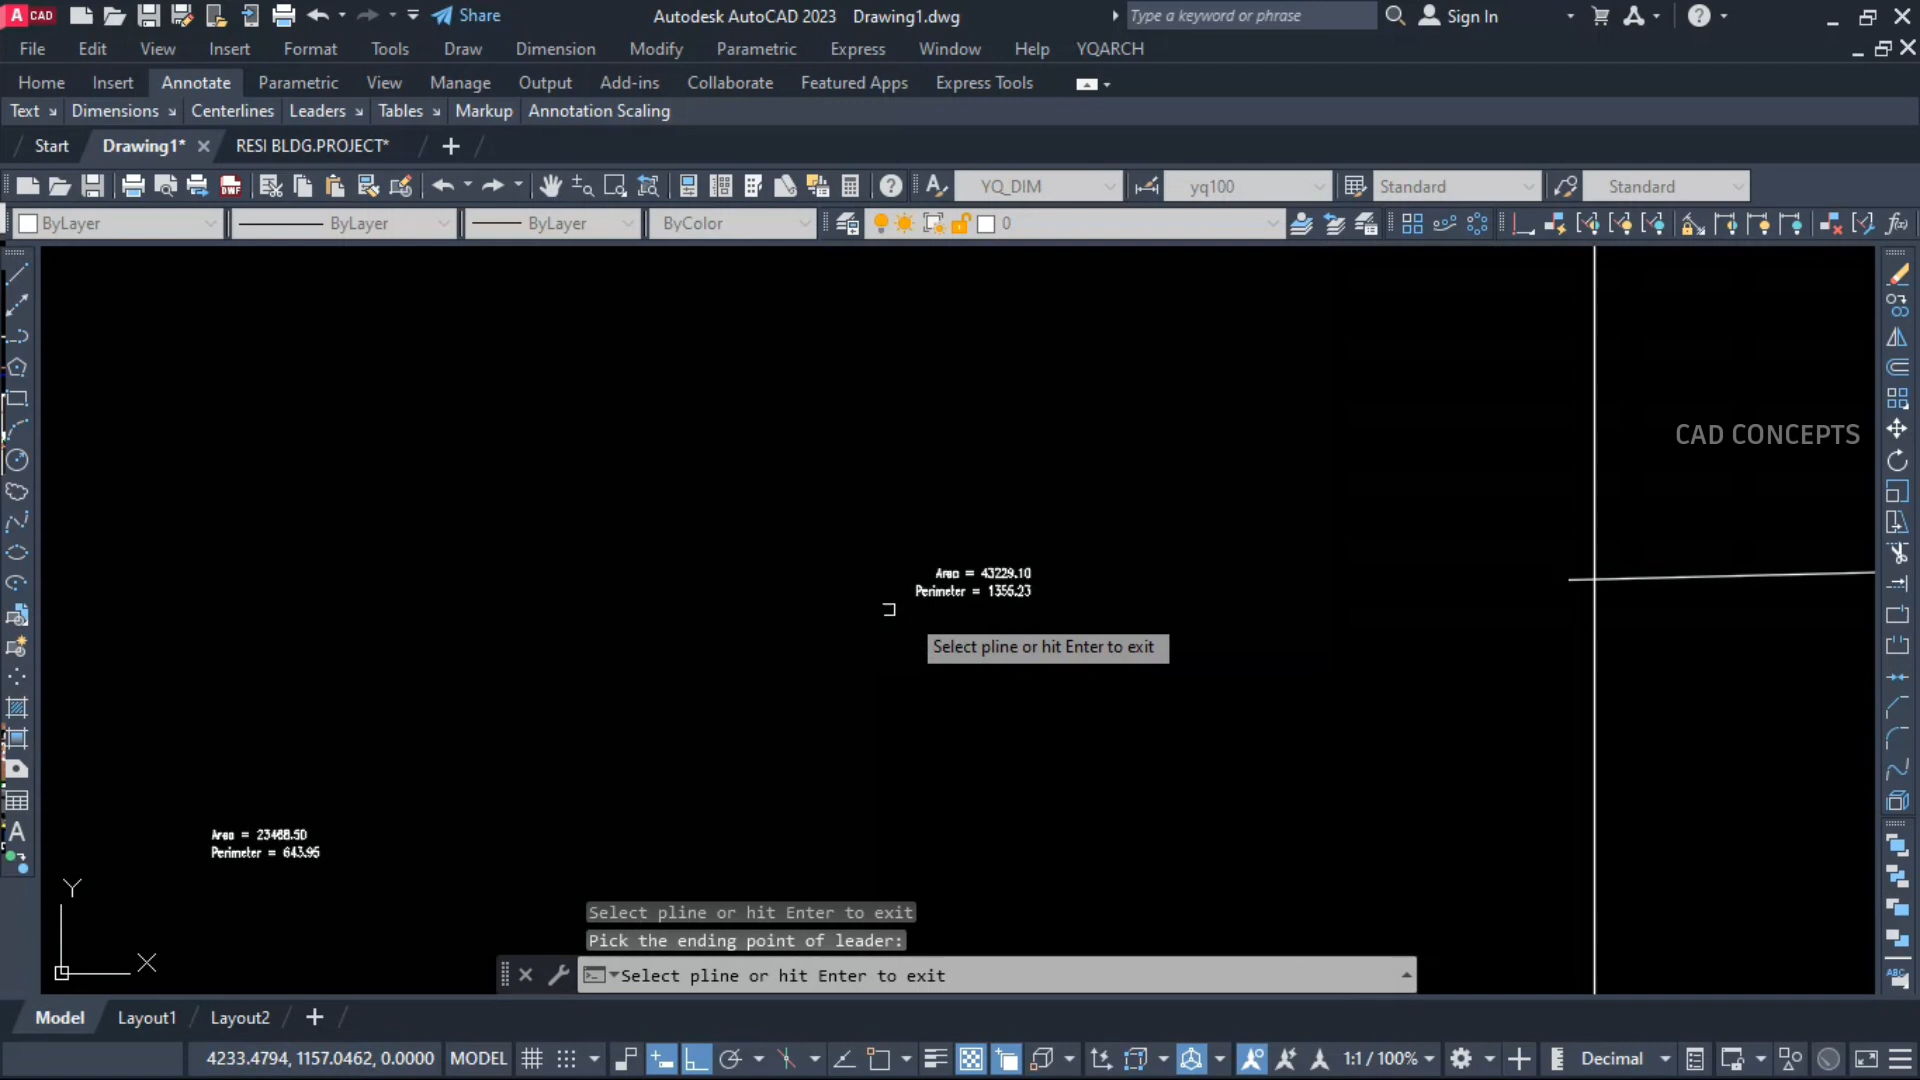 CAD Share Autodesk AutoCAD 2023 Drawing1.dwg Type a keyword or phrase Sign In
File Edit View Insert Format Tools Draw Dimension Modify Parametric Express Window Help YQARCH
Home Insert Annotate Parametric View Manage Output Add-ins Collaborate Featured Apps Express Tools
Text Dimensions Centerlines Leaders Tables Markup Annotation Scaling
Start Drawing1* RESI BLDG.PROJECT*
DWF YQ_DIM yq100 Standard Standard
ByLayer ByLayer ByLayer ByColor 0 f(x)
CAD CONCEPTS
Area = 43229.10
Perimeter = 1355.23
Select pline or hit Enter to exit
Area = 23468.50
Perimeter = 643.95
Y
X
Select pline or hit Enter to exit
Pick the ending point of leader:
Select pline or hit Enter to exit
A
ABC
Model Layout1 Layout2
4233.4794, 1157.0462, 0.0000 MODEL 1:1 / 100% Decimal